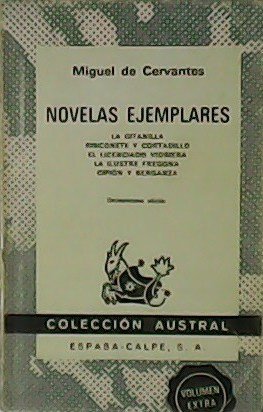 Miguel de Cervantes
NOVELAS EJEMPLARES
LA GITANILLA
RINCONETE Y CORTADILLO
EL LICENCIADO VIDRIERA
LA ILUSTRE FREGONA
CIPIÓN Y BERGANZA
edición
COLECCIÓN AUSTRAL
ESPASA-CALPE, S. A.
VOLUMEN
EXTRA